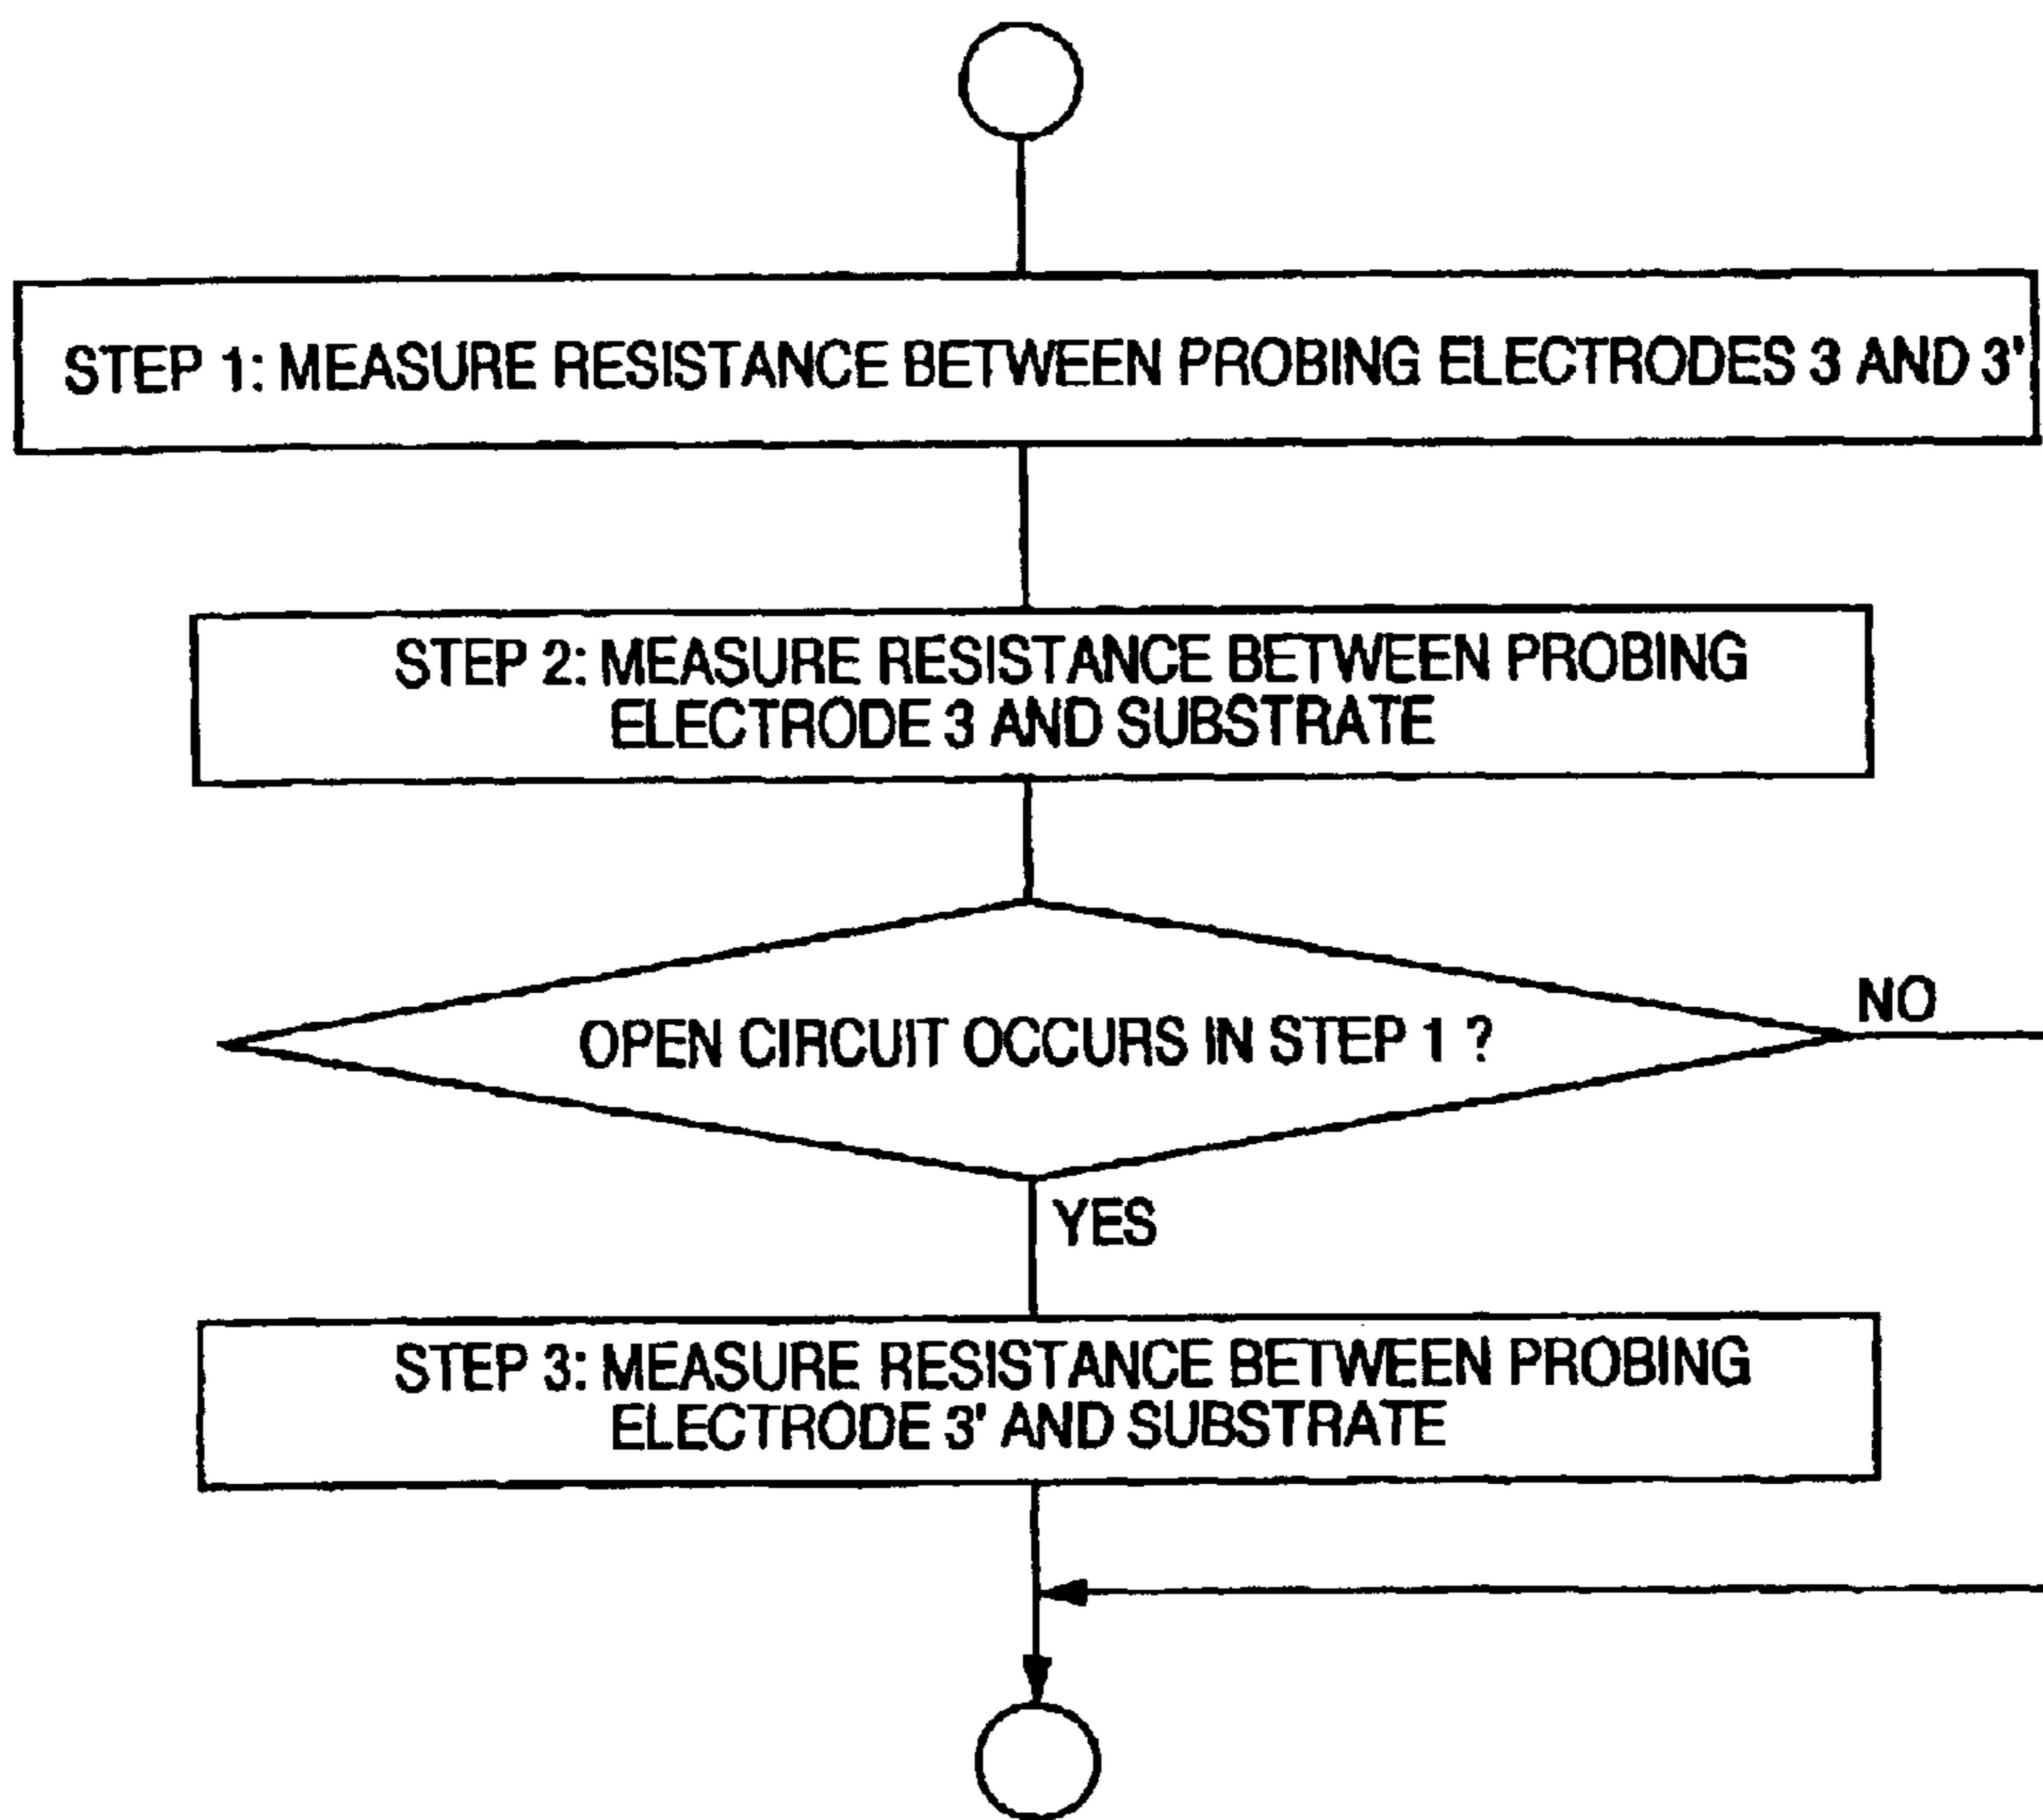 STEP 1: MEASURE RESISTANCE BETWEEN PROBING ELECTRODES 3 AND 3'
STEP 2: MEASURE RESISTANCE BETWEEN PROBING
ELECTRODE 3 AND SUBSTRATE
NO
OPEN CIRCUIT OCCURS IN STEP 1 ?
YES
STEP 3: MEASURE RESISTANCE BETWEEN PROBING
ELECTRODE 3' AND SUBSTRATE